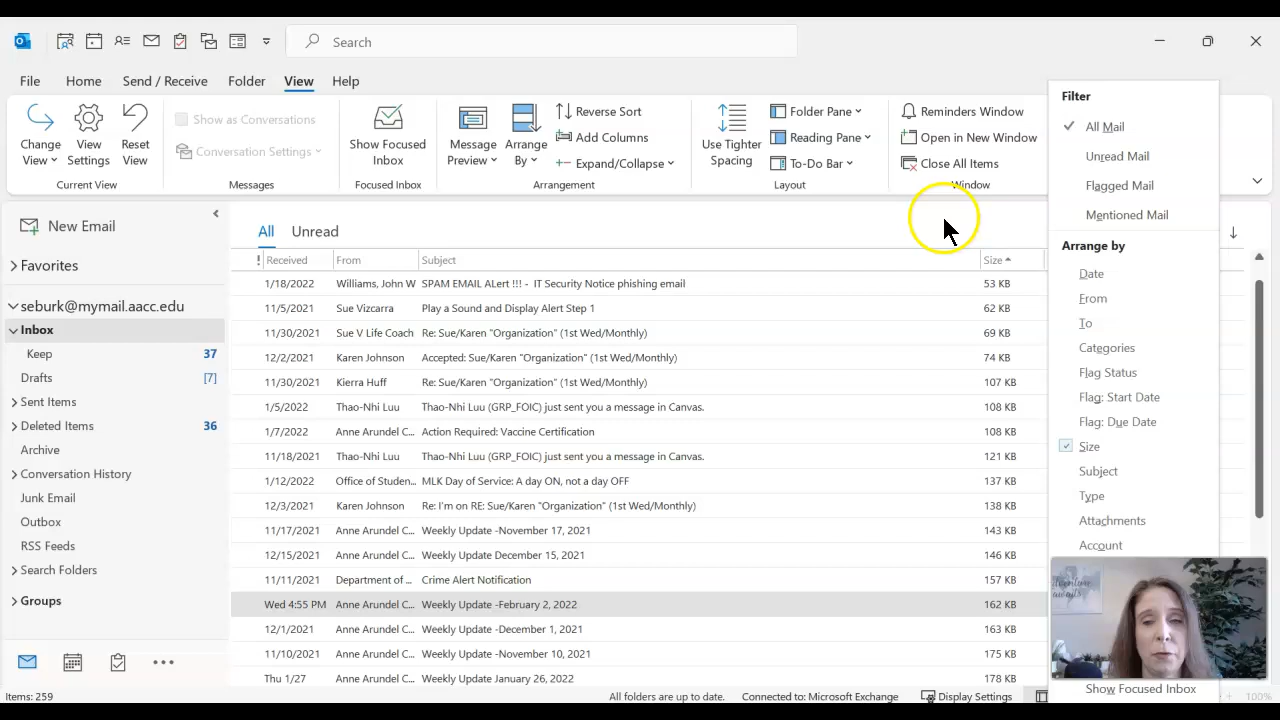 Search
File Home Send / Receive Folder View Help
Change View
View Settings
Reset View
Current View
Show as Conversations
Conversation Settings
Messages
Show Focused Inbox
Focused Inbox
Message Preview
Arrange By
Reverse Sort
Add Columns
Expand/Collapse
Arrangement
Use Tighter Spacing
Folder Pane
Reading Pane
To-Do Bar
Layout
Reminders Window
Open in New Window
Close All Items
Window
New Email
Favorites
seburk@mymail.aacc.edu
Inbox
Keep 37
Drafts [7]
Sent Items
Deleted Items 36
Archive
Conversation History
Junk Email
Outbox
RSS Feeds
Search Folders
Groups
All Unread
! Received From Subject Size
1/18/2022 Williams, John W SPAM EMAIL ALert !!! - IT Security Notice phishing email 53 KB
11/5/2021 Sue Vizcarra Play a Sound and Display Alert Step 1 62 KB
11/30/2021 Sue V Life Coach Re: Sue/Karen "Organization" (1st Wed/Monthly) 69 KB
12/2/2021 Karen Johnson Accepted: Sue/Karen "Organization" (1st Wed/Monthly) 74 KB
11/30/2021 Kierra Huff Re: Sue/Karen "Organization" (1st Wed/Monthly) 107 KB
1/5/2022 Thao-Nhi Luu Thao-Nhi Luu (GRP_FOIC) just sent you a message in Canvas. 108 KB
1/7/2022 Anne Arundel C... Action Required: Vaccine Certification 108 KB
11/18/2021 Thao-Nhi Luu Thao-Nhi Luu (GRP_FOIC) just sent you a message in Canvas. 121 KB
1/12/2022 Office of Studen... MLK Day of Service: A day ON, not a day OFF 137 KB
12/3/2021 Karen Johnson Re: I'm on RE: Sue/Karen "Organization" (1st Wed/Monthly) 138 KB
11/17/2021 Anne Arundel C... Weekly Update -November 17, 2021 143 KB
12/15/2021 Anne Arundel C... Weekly Update December 15, 2021 146 KB
11/11/2021 Department of ... Crime Alert Notification 157 KB
Wed 4:55 PM Anne Arundel C... Weekly Update -February 2, 2022 162 KB
12/1/2021 Anne Arundel C... Weekly Update -December 1, 2021 163 KB
11/10/2021 Anne Arundel C... Weekly Update -November 10, 2021 175 KB
Thu 1/27 Anne Arundel C... Weekly Update January 26, 2022 178 KB
Filter
All Mail
Unread Mail
Flagged Mail
Mentioned Mail
Arrange by
Date
From
To
Categories
Flag Status
Flag: Start Date
Flag: Due Date
Size
Subject
Type
Attachments
Account
Show Focused Inbox
Items: 259 All folders are up to date. Connected to: Microsoft Exchange Display Settings 100%